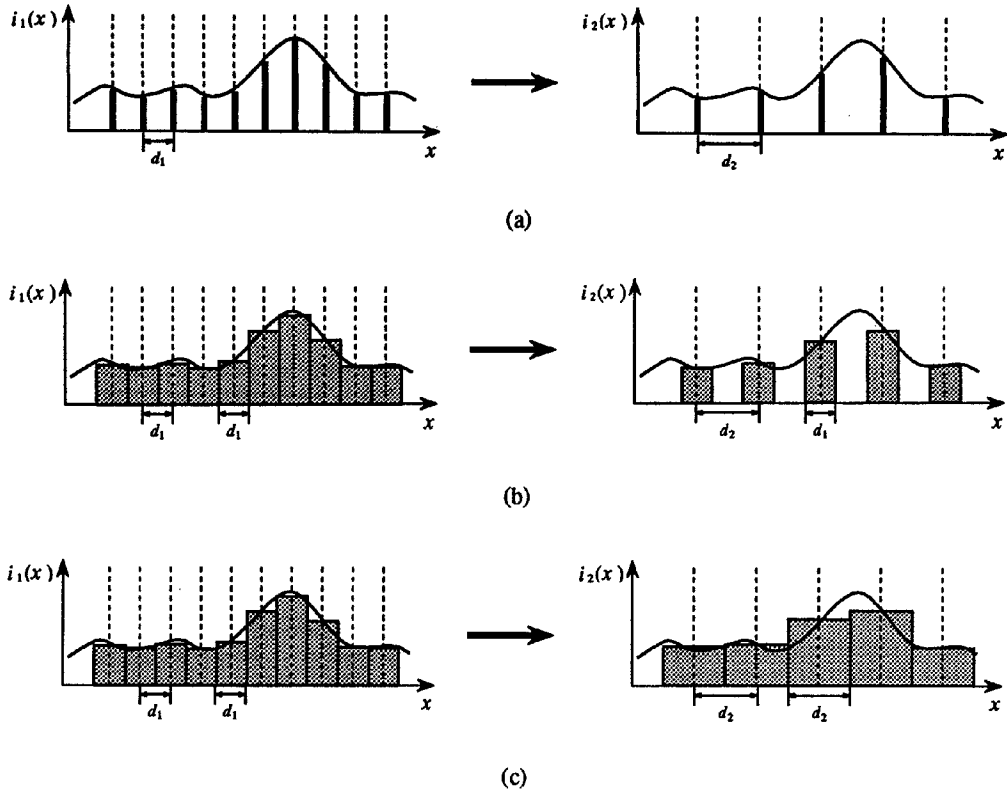 i₁(x) i₂(x)
x x
d₁ d₂
(a)
i₁(x) i₂(x)
x x
d₁ d₁ d₂ d₁
(b)
i₁(x) i₂(x)
x x
d₁ d₁ d₂ d₂
(c)